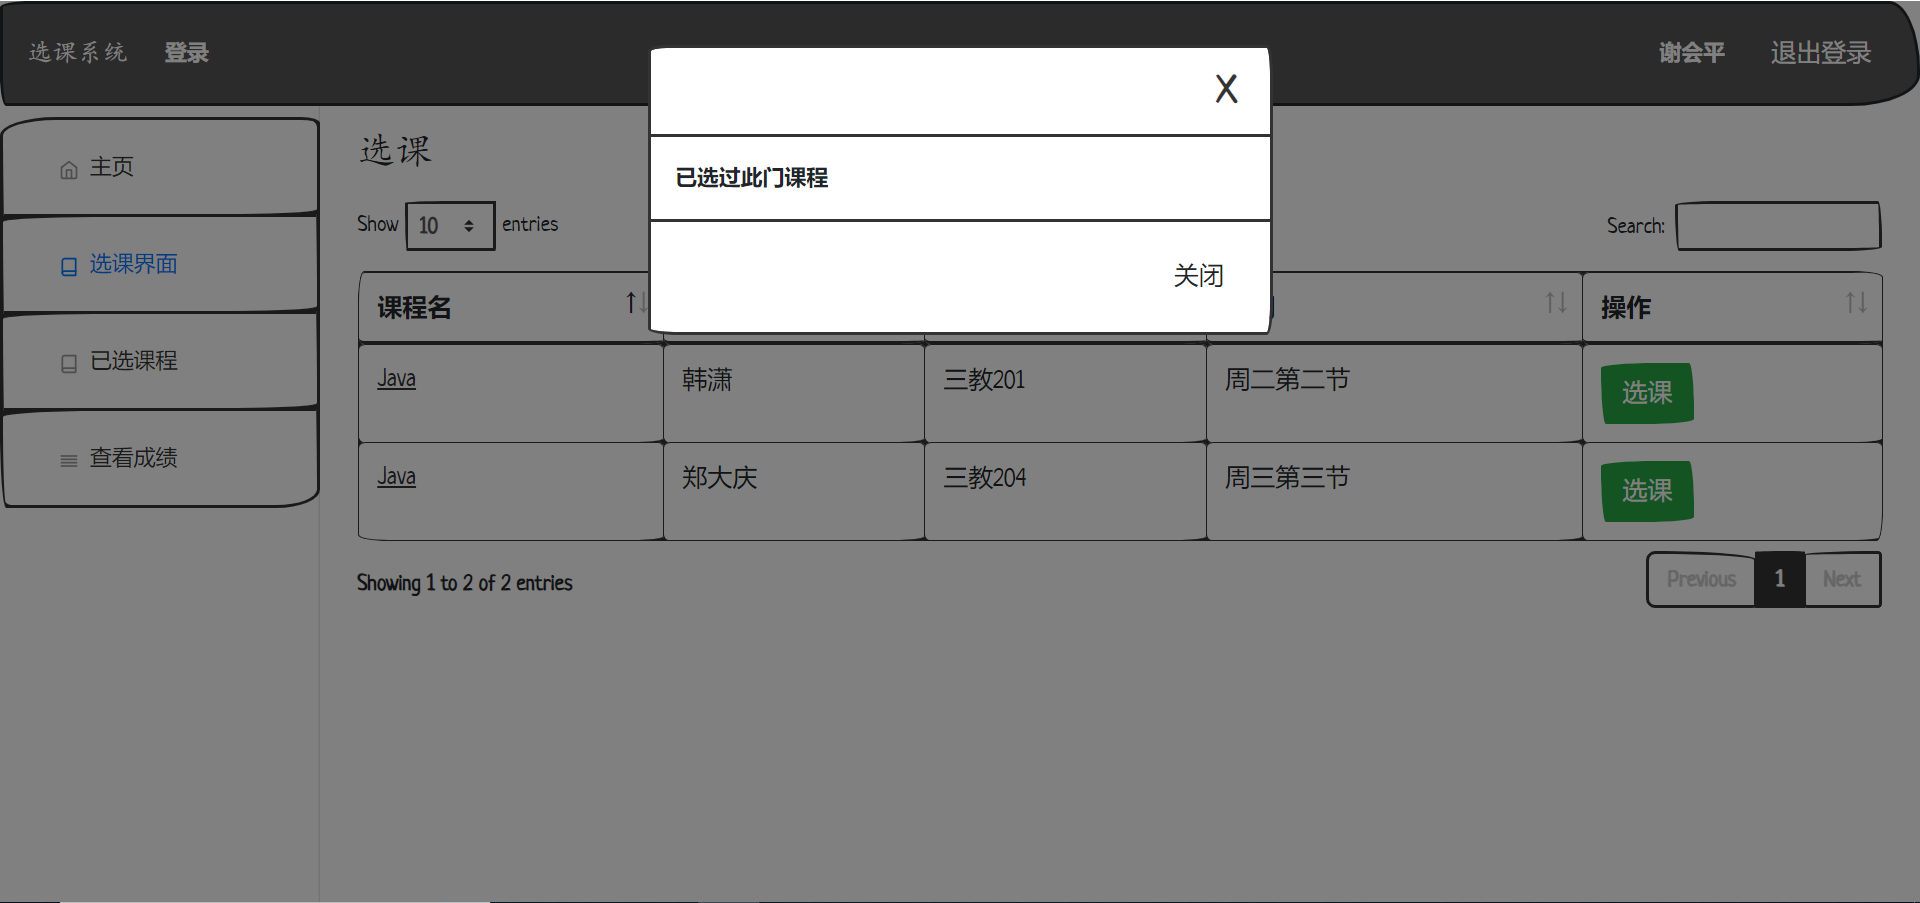 选课系统 登录 谢会平 退出登录
X
主页
选课界面
已选课程
查看成绩
选课
已选过此门课程
关闭
Show 10 entries
Search:
课程名 操作
Java 韩潇 三教201 周二第二节 选课
Java 郑大庆 三教204 周三第三节 选课
Showing 1 to 2 of 2 entries
Previous 1 Next